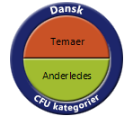 Dansk
Temaer
Anderledes
CFU kategorier